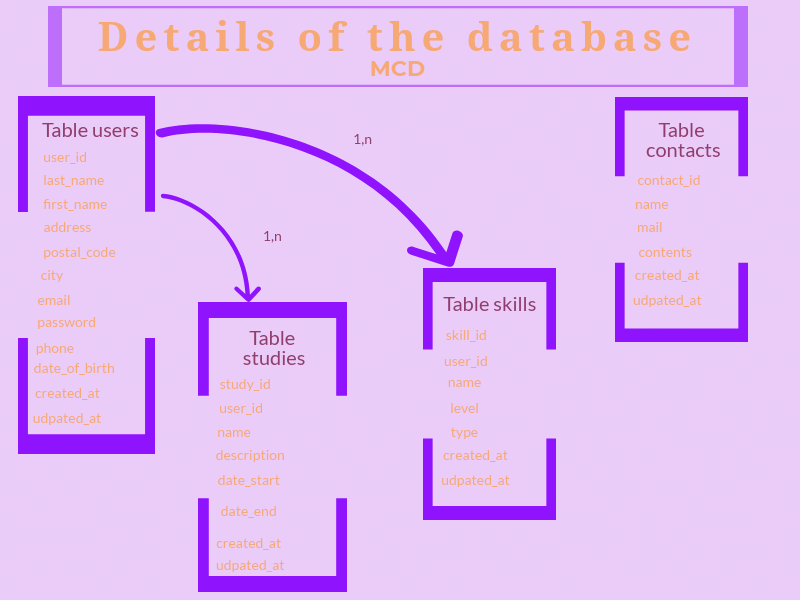 Details of the database
MCD
Table users
user_id
last_name
first_name
address
postal_code
city
email
password
phone
date_of_birth
created_at
udpated_at
1,n
1,n
Table
studies
study_id
user_id
name
description
date_start
date_end
created_at
udpated_at
Table skills
skill_id
user_id
name
level
type
created_at
udpated_at
Table
contacts
contact_id
name
mail
contents
created_at
udpated_at